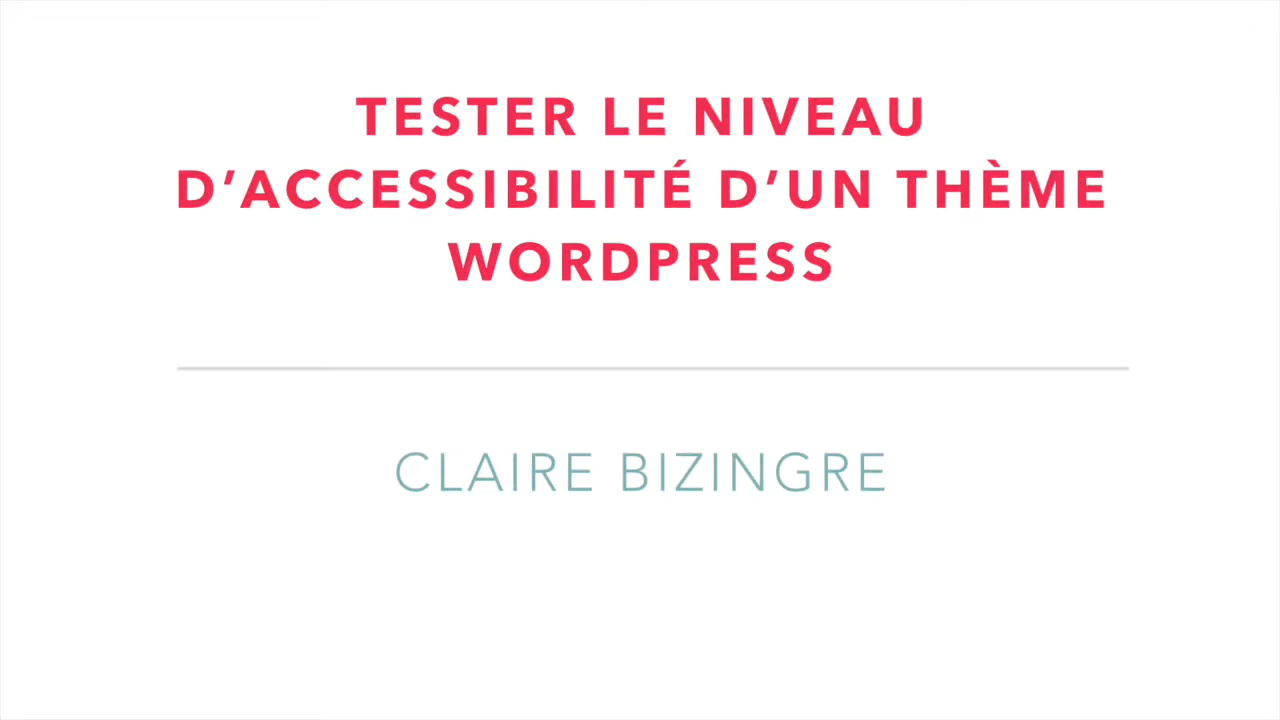 TESTER LE NIVEAU
D’ACCESSIBILITÉ D’UN THÈME
WORDPRESS
CLAIRE BIZINGRE